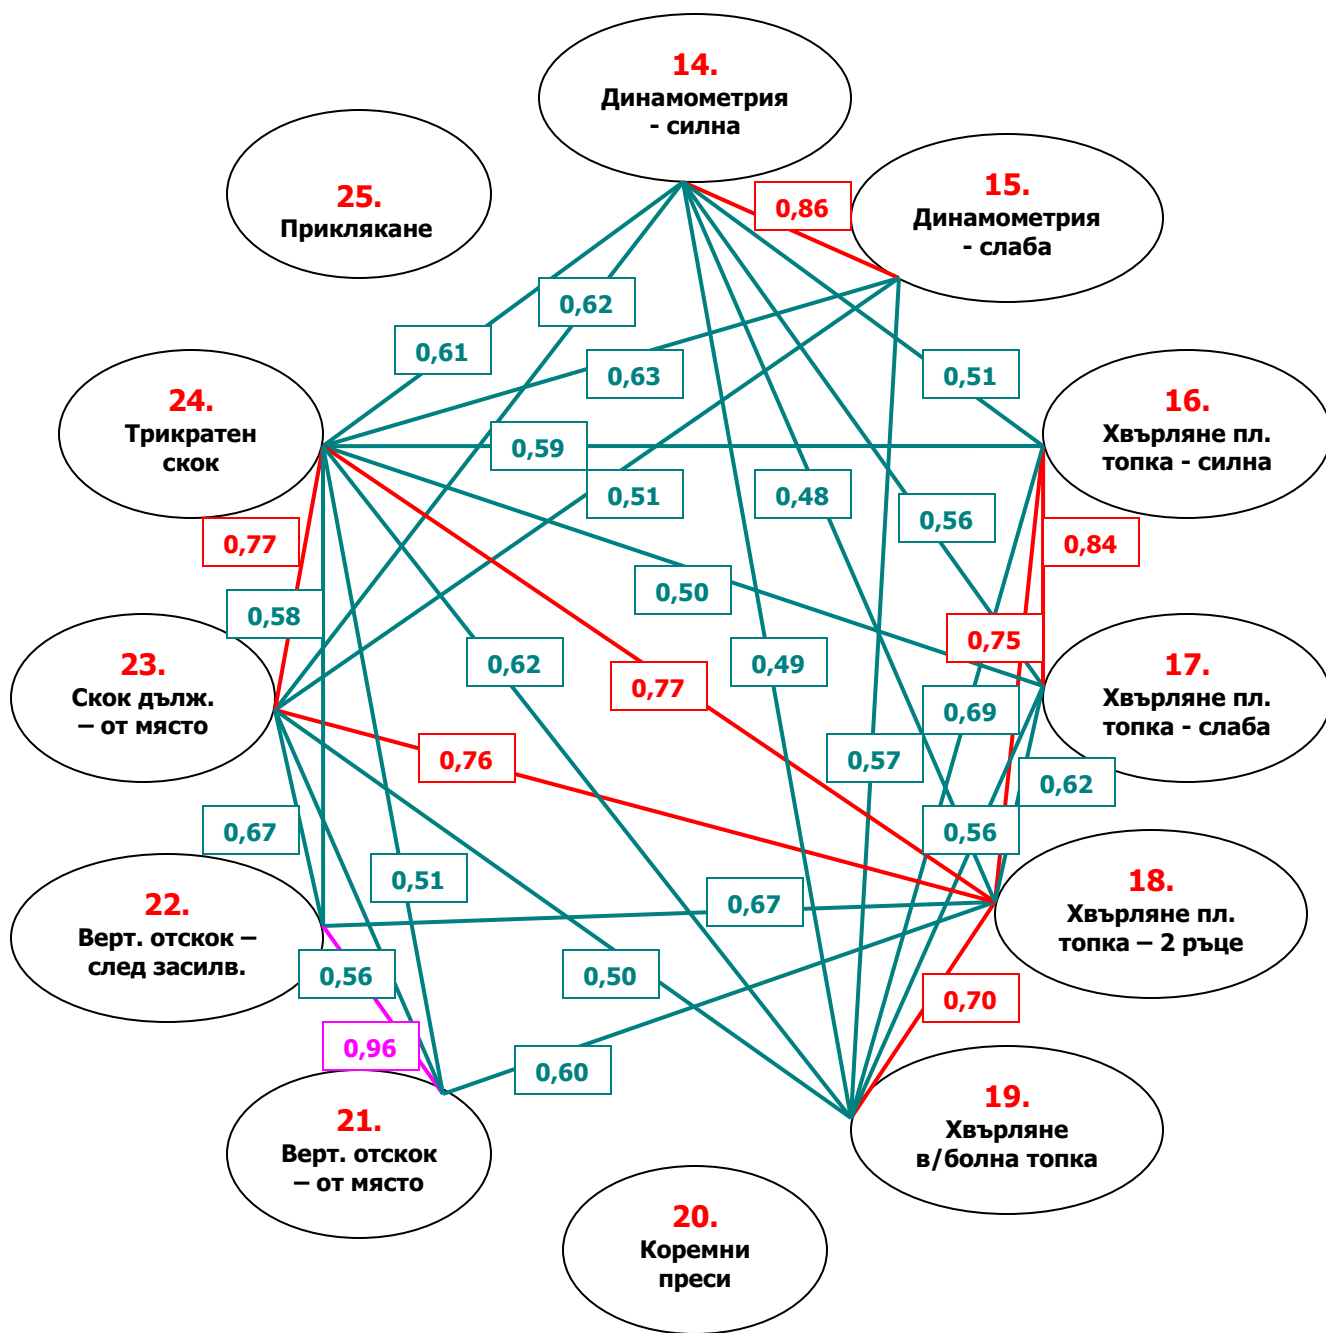 14.
Динамометрия
- силна
25.
Приклякане
0,86
15.
Динамометрия
- слаба
0,62
0,61
0,63
0,51
24.
Трикратен
скок
16.
Хвърляне пл.
топка - силна
0,59
0,51
0,48
0,56
0,77
0,84
0,50
0,58
0,62
0,75
0,49
0,77
0,69
23.
Скок дълж.
– от място
17.
Хвърляне пл.
топка - слаба
0,76
0,57
0,62
0,67
0,56
0,51
0,67
22.
Верт. отскок –
след засилв.
18.
Хвърляне пл.
топка – 2 ръце
0,56
0,50
0,70
0,96
0,60
21.
Верт. отскок
– от място
19.
Хвърляне
в/болна топка
20.
Коремни
преси